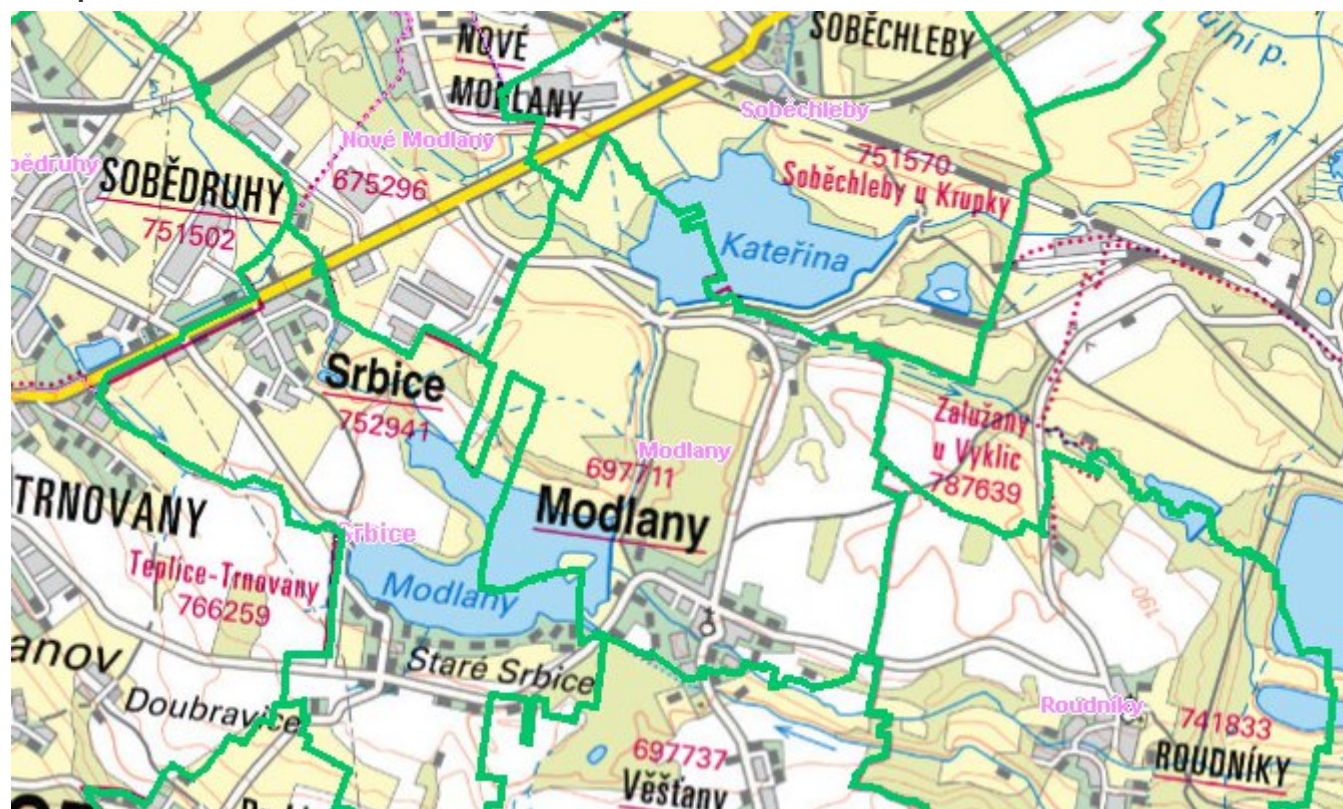 NOVÉ
MODLANY
SOBĚCHLEBY
Soběchleby
Nové Modlany
675296
751570
Soběchleby u Krupky
SOBĚDRUHY
751502
Kateřina
Srbice
752941
Modlany
697711
Modlany
Zalužany
u Vyklic
787639
TRNOVANY
Srbice
Teplice-Trnovany
766259
Modlany
190
Staré Srbice
Doubravice
Roudníky
741833
ROUDNÍKY
697737
Věšťany